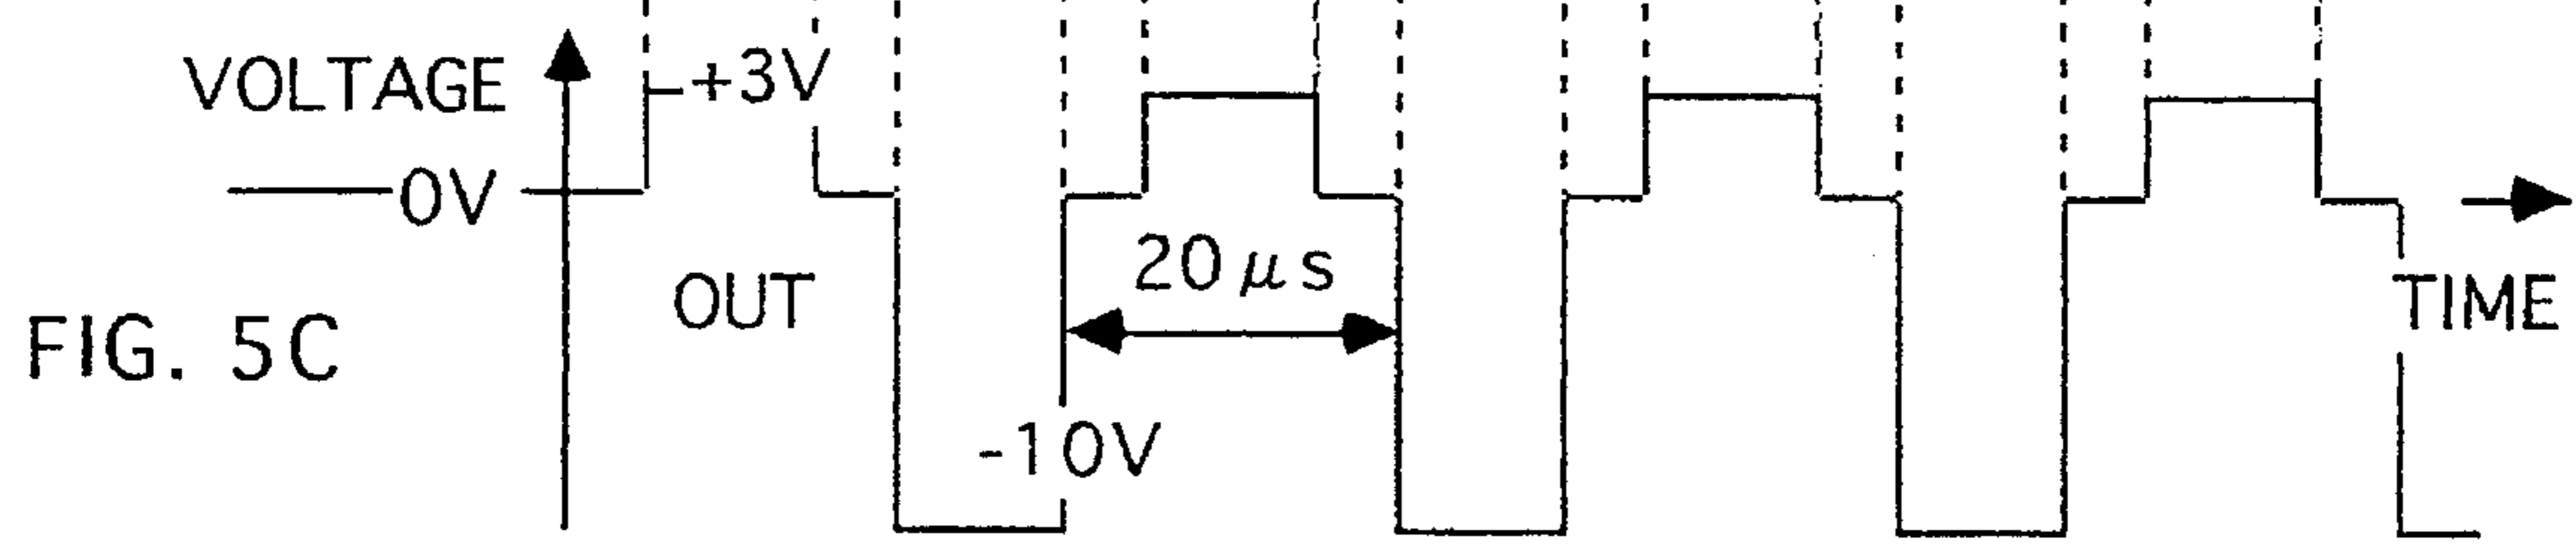 VOLTAGE
+3V
0V
20 μs
OUT
TIME
FIG. 5C
-10V